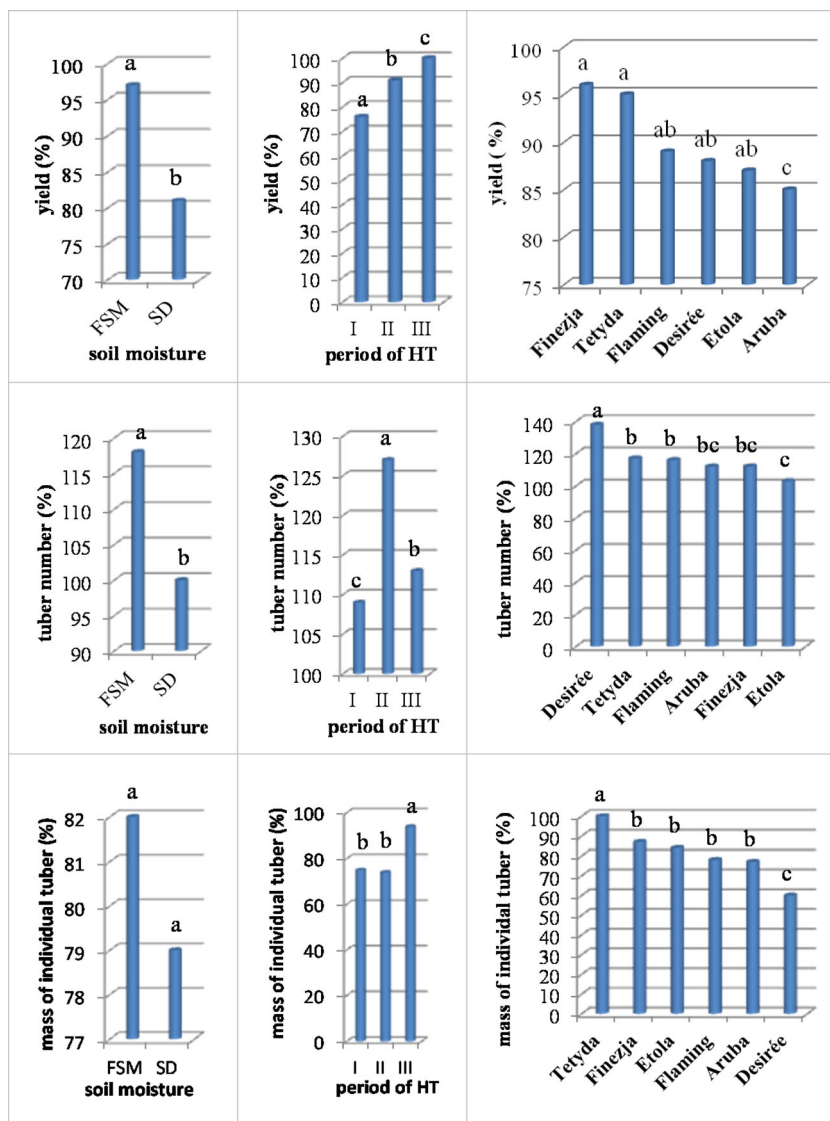 yield (%)
100
95
90
85
80
75
70
a
b
FSM
SD
soil moisture
yield (%)
100
90
80
70
60
50
40
30
20
10
0
a
b
c
I II III
period of HT
yield ( %)
100
95
90
85
80
75
a
a
ab
ab
ab
c
Finezja
Tetyda
Flaming
Desirée
Etola
Aruba
tuber number (%)
120
115
110
105
100
95
90
a
b
FSM
SD
soil moisture
tuber number (%)
130
125
120
115
110
105
100
c
a
b
I II III
period of HT
tuber number (%)
140
120
100
80
60
40
20
0
a
b
b
bc
bc
c
Desirée
Tetyda
Flaming
Aruba
Finezja
Etola
mass of individual tuber (%)
82
81
80
79
78
77
a
a
FSM SD
soil moisture
mass of individual tuber (%)
100
80
60
40
20
0
b
b
a
I II III
period of HT
mass of individal tuber (%)
100
90
80
70
60
50
40
30
20
10
0
a
b
b
b
b
c
Tetyda
Finezja
Etola
Flaming
Aruba
Desirée